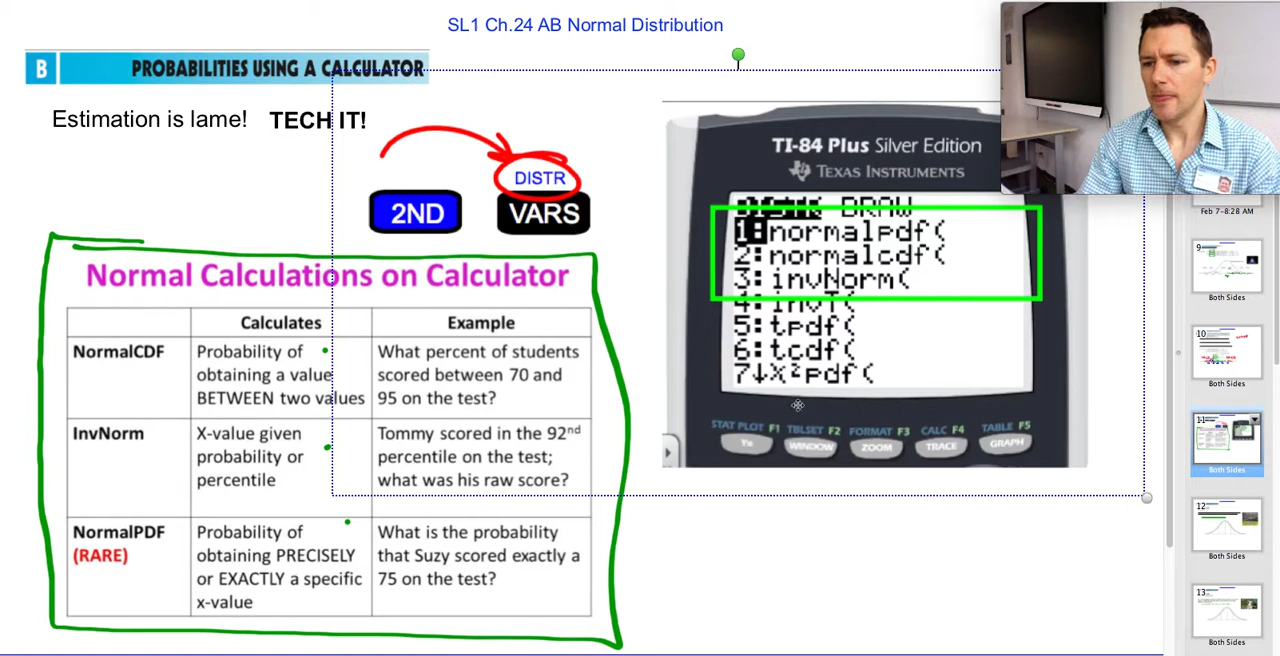 SL1 Ch.24 AB Normal Distribution
B PROBABILITIES USING A CALCULATOR
Estimation is lame! TECH IT!
DISTR
2ND VARS
Normal Calculations on Calculator
Calculates Example
NormalCDF
Probability of
obtaining a value
BETWEEN two values
What percent of students
scored between 70 and
95 on the test?
InvNorm
X-value given
probability or
percentile
Tommy scored in the 92nd
percentile on the test;
what was his raw score?
NormalPDF
(RARE)
Probability of
obtaining PRECISELY
or EXACTLY a specific
x-value
What is the probability
that Suzy scored exactly a
75 on the test?
TI-84 Plus Silver Edition
TEXAS INSTRUMENTS
DRAW
1:normalpdf(
2:normalcdf(
3:invNorm(
4:invT(
5:tpdf(
6:tcdf(
7↓X²pdf(
STAT PLOT F1 TBLSET F2 FORMAT F3 CALC F4 TABLE F5
Y= WINDOW ZOOM TRACE GRAPH
Feb 7-8:28 AM
9
Both Sides
10
Both Sides
11
Both Sides
12
Both Sides
13
Both Sides